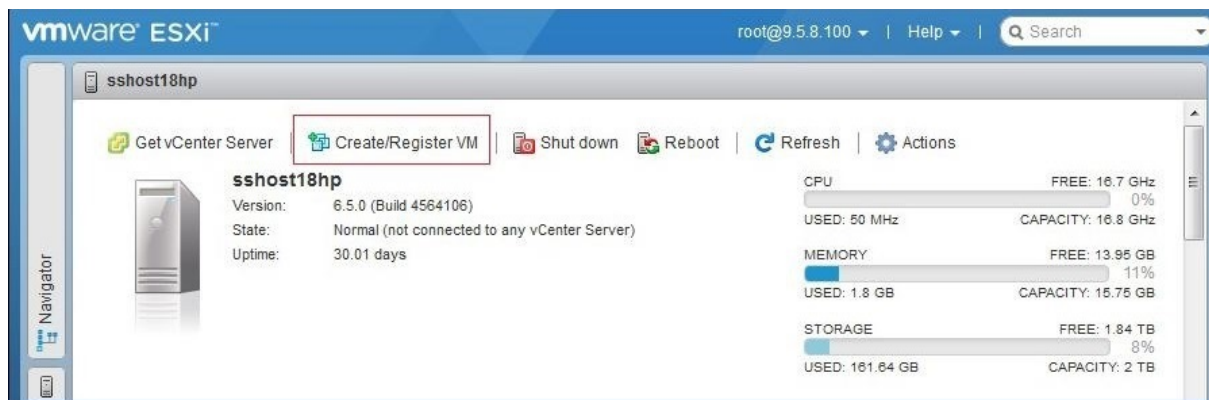 vmware ESXi™
root@9.5.8.100 | Help | Search
sshost18hp
Get vCenter Server | Create/Register VM | Shut down Reboot | Refresh | Actions
sshost18hp
Version: 6.5.0 (Build 4564106)
State: Normal (not connected to any vCenter Server)
Uptime: 30.01 days
CPU FREE: 16.7 GHz
0%
USED: 50 MHz CAPACITY: 16.8 GHz
MEMORY FREE: 13.95 GB
11%
USED: 1.8 GB CAPACITY: 15.75 GB
STORAGE FREE: 1.84 TB
8%
USED: 161.64 GB CAPACITY: 2 TB
Navigator